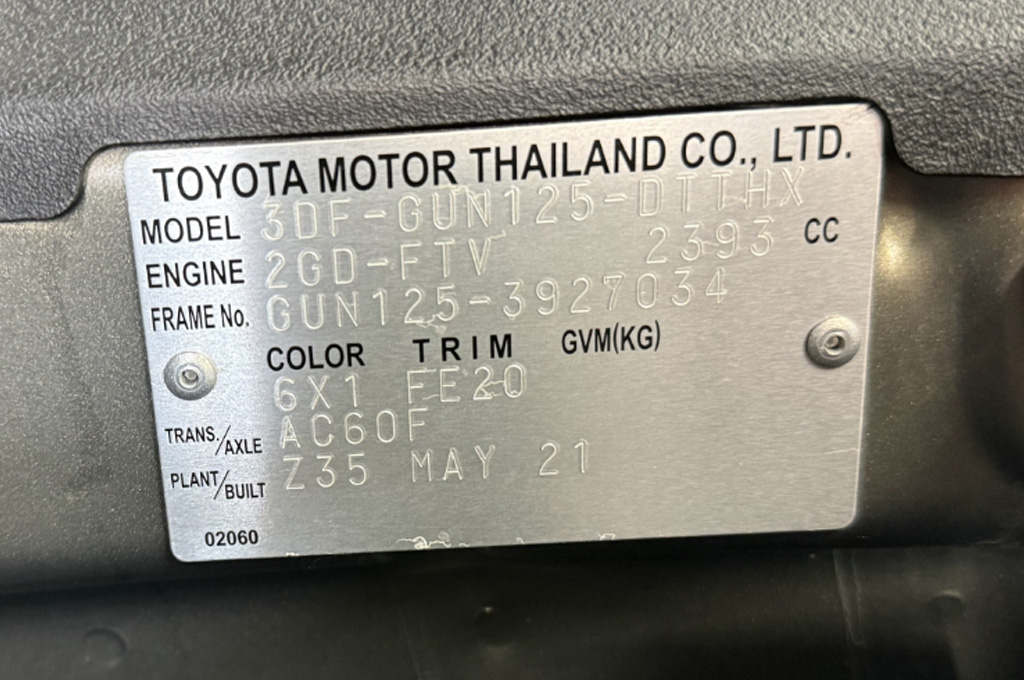 TOYOTA MOTOR THAILAND CO., LTD.
MODEL 3DF-GUN125-DTTHX
ENGINE 2GD-FTV 2393 CC
FRAME No. GUN125-3927034
COLOR TRIM GVM(KG)
6X1 FE20
TRANS./AXLE AC60F
PLANT/BUILT Z35 MAY 21
02060